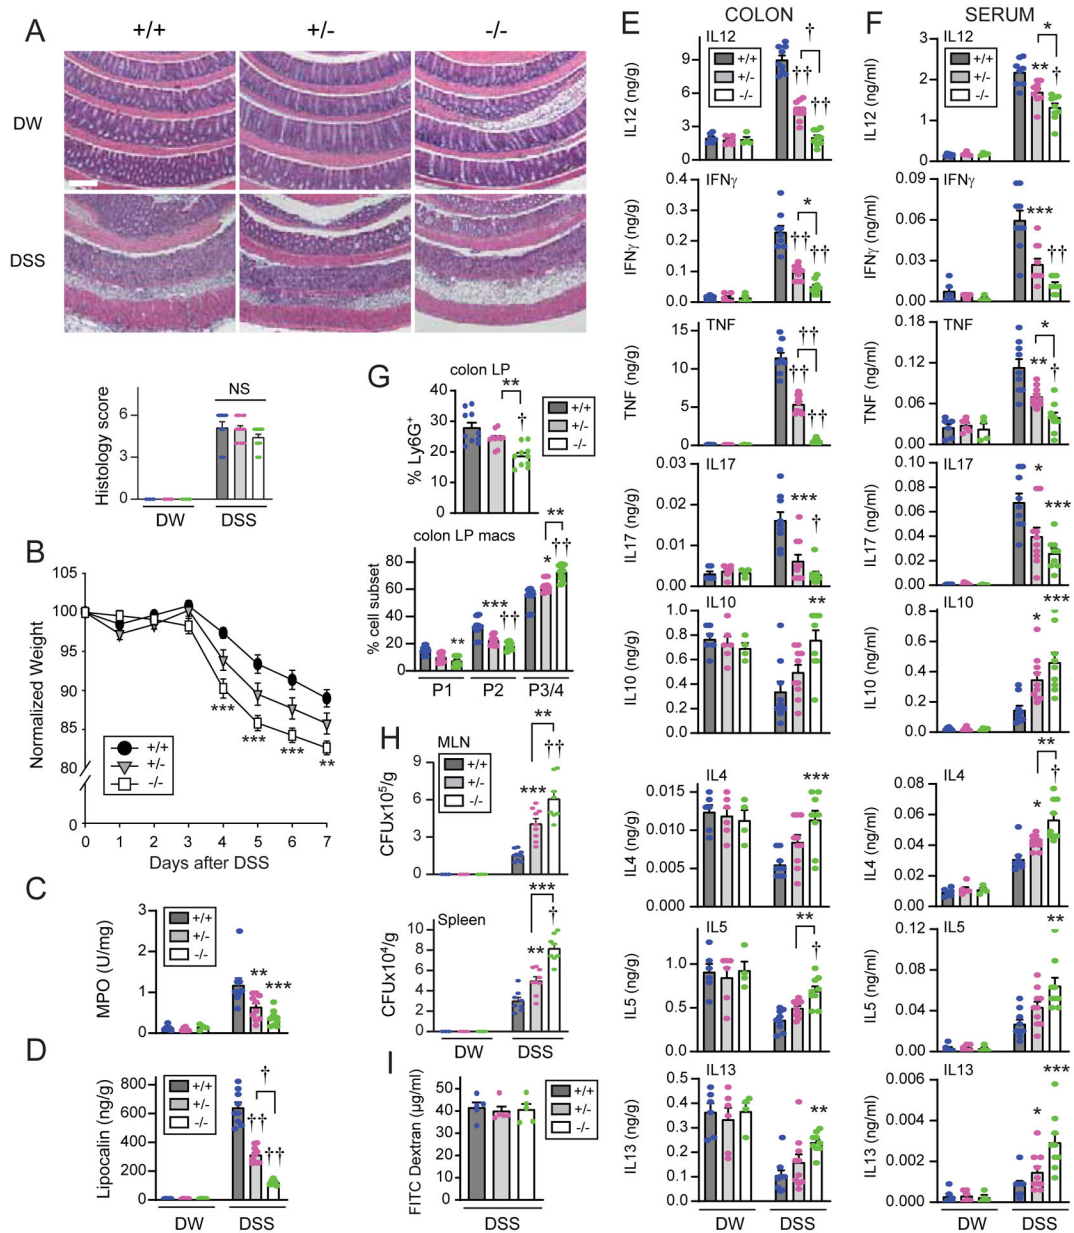 A
+/+
+/-
-/-
DW
DSS
Histology score
6
3
0
NS
DW
DSS
B
Normalized Weight
105
100
95
90
85
80
0
***
***
***
**
+/+
+/-
-/-
0 1 2 3 4 5 6 7
Days after DSS
C
MPO (U/mg)
3
2
1
0
+/+
+/-
-/-
**
***
D
Lipocalin (ng/g)
800
600
400
200
0
+/+
+/-
-/-
†
††
††
DW
DSS
G
colon LP
% Ly6G+
40
30
20
10
0
**
†
+/+
+/-
-/-
colon LP macs
% cell subset
80
60
40
20
0
**
***
††
**
*
††
P1
P2
P3/4
H
MLN
CFUx10⁵/g
9
6
3
0
+/+
+/-
-/-
**
***
††
Spleen
CFUx10⁴/g
10
8
6
4
2
0
***
**
†
DW
DSS
I
FITC Dextran (µg/ml)
50
40
30
20
10
0
+/+
+/-
-/-
DSS
E
COLON
IL12
IL12 (ng/g)
9
6
3
0
+/+
+/-
-/-
†
††
††
IFNγ
IFNγ (ng/g)
0.4
0.3
0.2
0.1
0.0
*
††
††
TNF
TNF (ng/g)
15
10
5
0
††
††
††
IL17
IL17 (ng/g)
0.03
0.02
0.01
0.00
***
†
IL10
IL10 (ng/g)
1.0
0.8
0.6
0.4
0.2
0.0
**
IL4
IL4 (ng/g)
0.015
0.010
0.005
0.000
***
IL5
IL5 (ng/g)
1.0
0.5
0.0
**
†
IL13
IL13 (ng/g)
0.5
0.4
0.3
0.2
0.1
0.0
**
DW
DSS
F
SERUM
IL12
IL12 (ng/ml)
3
2
1
0
+/+
+/-
-/-
*
**
†
IFNγ
IFNγ (ng/ml)
0.09
0.06
0.03
0.00
***
††
TNF
TNF (ng/ml)
0.18
0.12
0.06
0.00
*
**
†
IL17
IL17 (ng/ml)
0.10
0.08
0.06
0.04
0.02
0.00
*
***
IL10
IL10 (ng/ml)
0.8
0.6
0.4
0.2
0.0
*
***
IL4
IL4 (ng/ml)
0.08
0.06
0.04
0.02
0.00
**
*
†
IL5
IL5 (ng/ml)
0.12
0.08
0.04
0.00
**
IL13
IL13 (ng/ml)
0.006
0.004
0.002
0.000
*
***
DW
DSS